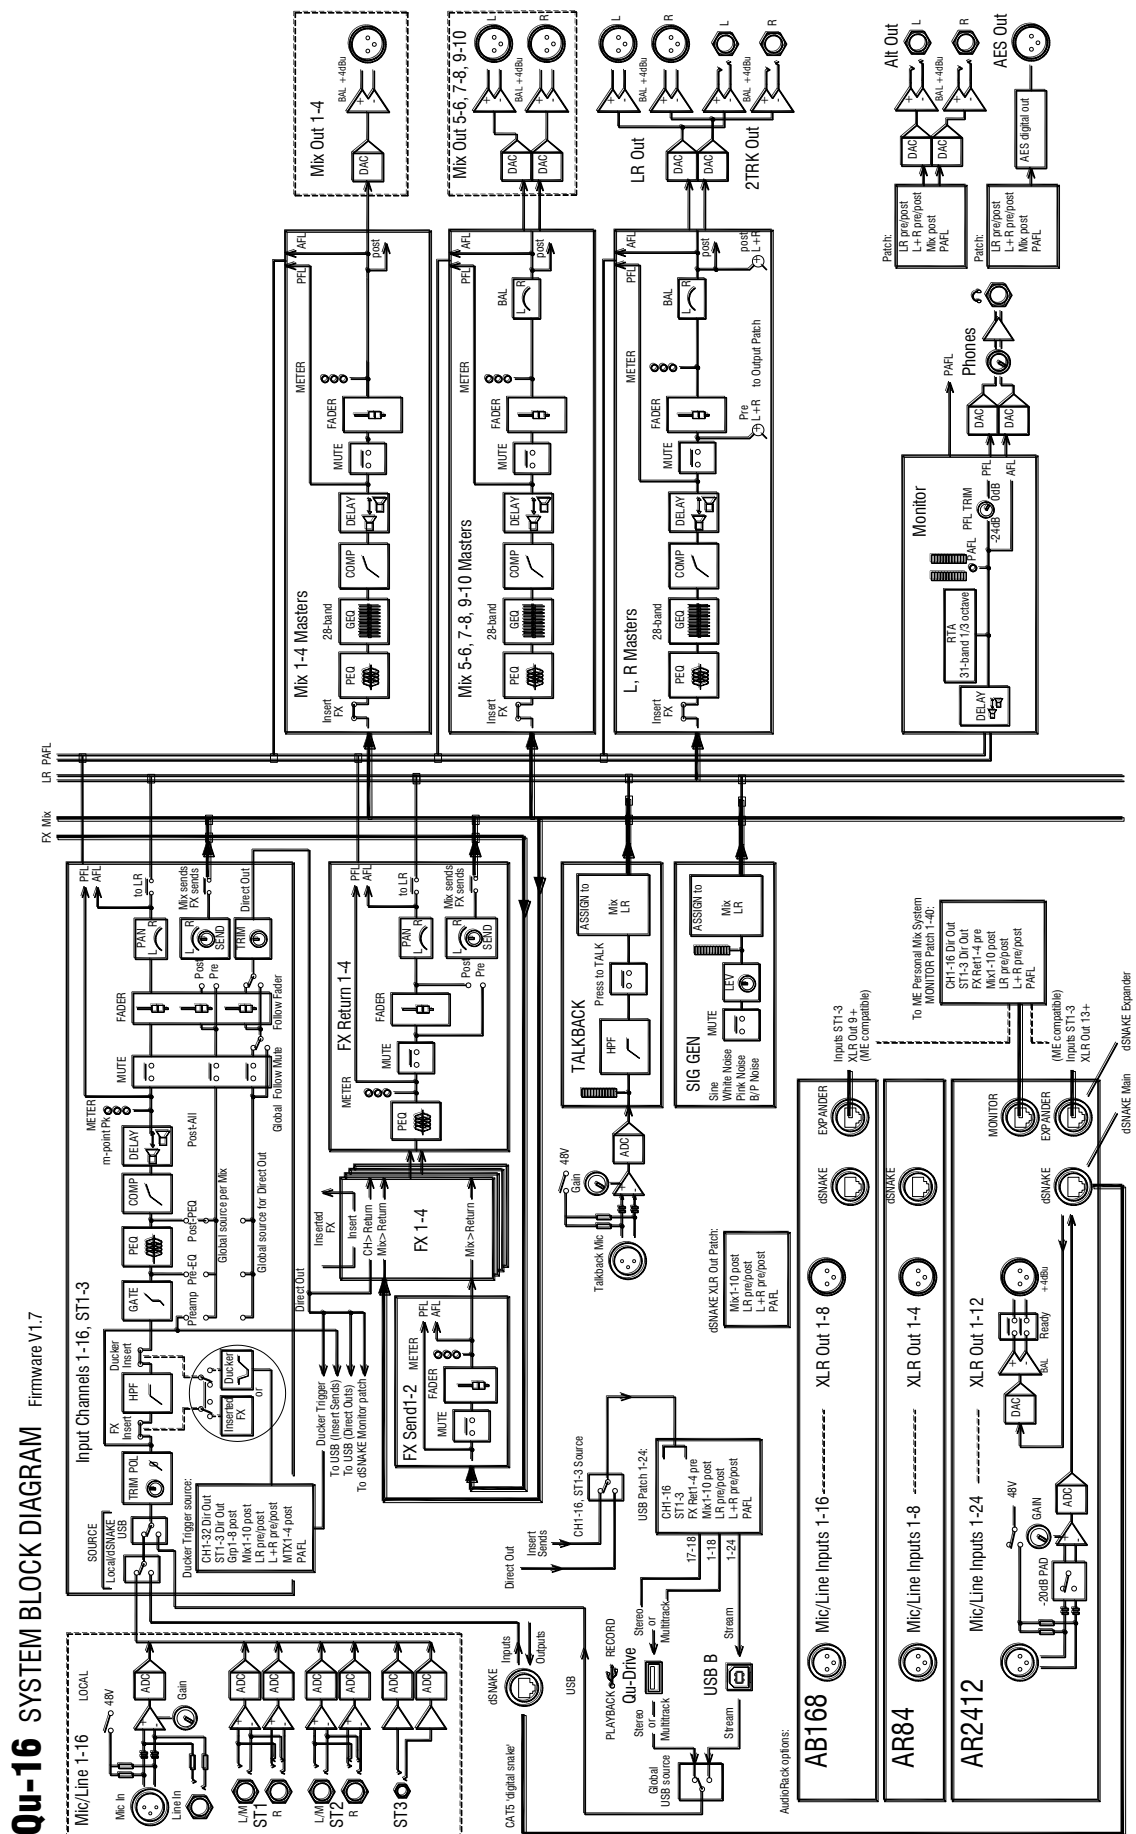 Qu-16 SYSTEM BLOCK DIAGRAM Firmware V1.7
Mic/Line 1-16
LOCAL
Mic In
48V
Line In
Gain
ADC
L/M
ST1
R
ADC
ADC
L/M
ST2
R
ADC
ADC
ST3
ADC
ADC
CAT5 'digital snake'
dSNAKE
Inputs
Outputs
USB
Input Channels 1-16, ST1-3
SOURCE
Local/dSNAKE
USB
TRIM POL
FX
Insert
HPF
Ducker
Insert
GATE
PEQ
COMP
DELAY
m-point Pk
METER
MUTE
FADER
PAN
L
R
to LR
PFL
AFL
Mix sends
FX sends
L
R
SEND
TRIM
Direct Out
Post
Pre
Preamp
Pre-EQ
Post-PEQ
Post-All
Global source per Mix
Global source for Direct Out
Global
Follow Mute
Follow Fader
Inserted
FX
Ducker
or
Ducker Trigger source:
CH1-32 Dir Out
ST1-3 Dir Out
Grp1-8 post
Mix1-10 post
LR pre/post
L+R pre/post
MTX1-4 post
PAFL
Ducker Trigger
To USB (Insert Sends)
To USB (Direct Outs)
To dSNAKE Monitor patch
Direct Out
FX Mix
LR PAFL
FX Send1-2
MUTE
FADER
METER
PFL
AFL
Inserted
FX
Insert
CH>Return
Mix>Return
FX 1-4
Mix>Return
FX Return 1-4
PEQ
METER
MUTE
FADER
PAN
L
R
to LR
PFL
AFL
Post
Pre
L
R
SEND
Mix sends
FX sends
Direct Out
Insert
Sends
CH1-16, ST1-3 Source
USB Patch 1-24:
CH1-16
ST1-3
FX Ret1-4 pre
Mix1-10 post
LR pre/post
L+R pre/post
PAFL
17-18
1-18
1-24
PLAYBACK
RECORD
Stereo
or
Multitrack
Qu-Drive
Stereo
or
Multitrack
Stream
USB B
Stream
Global
USB source
Talkback Mic
48V
Gain
ADC
TALKBACK
HPF
Press to TALK
ASSIGN to
Mix
LR
SIG GEN
Sine
White Noise
Pink Noise
B/P Noise
MUTE
LEV
ASSIGN to
Mix
LR
dSNAKE XLR Out Patch:
Mix1-10 post
LR pre/post
L+R pre/post
PAFL
Mix 1-4 Masters
Insert
FX
PEQ
28-band
GEQ
COMP
DELAY
MUTE
FADER
METER
PFL
AFL
post
Mix Out 1-4
DAC
BAL +4dBu
Mix 5-6, 7-8, 9-10 Masters
Insert
FX
PEQ
28-band
GEQ
COMP
DELAY
MUTE
FADER
METER
BAL
L
R
PFL
AFL
post
Mix Out 5-6, 7-8, 9-10
DAC
DAC
BAL +4dBu
L
R
L, R Masters
Insert
FX
PEQ
28-band
GEQ
COMP
DELAY
MUTE
FADER
METER
Pre
L+R
to Output Patch
BAL
L
R
PFL
AFL
post
post
L+R
LR Out
DAC
DAC
2TRK Out
BAL +4dBu
BAL +4dBu
L
R
L
R
Monitor
DELAY
RTA
31-band 1/3 octave
PAFL
PFL TRIM
-24dB
0dB
PFL
AFL
PAFL
DAC
DAC
Phones
Patch:
LR pre/post
L+R pre/post
Mix post
PAFL
DAC
DAC
Alt Out
L
R
BAL +4dBu
Patch:
LR pre/post
L+R pre/post
Mix post
PAFL
AES digital out
AES Out
AudioRack options:
AB168
Mic/Line Inputs 1-16
XLR Out 1-8
dSNAKE
EXPANDER
Inputs ST1-3
XLR Out 9+
(ME compatible)
AR84
Mic/Line Inputs 1-8
XLR Out 1-4
dSNAKE
AR2412
Mic/Line Inputs 1-24
XLR Out 1-12
48V
-20dB PAD
GAIN
ADC
DAC
BAL
Ready
+4dBu
dSNAKE
MONITOR
EXPANDER
(ME compatible)
Inputs ST1-3
XLR Out 13+
To ME Personal Mix System
MONITOR Patch 1-40:
CH1-16 Dir Out
ST1-3 Dir Out
FX Ret1-4 pre
Mix1-10 post
LR pre/post
L+R pre/post
PAFL
dSNAKE Main
dSNAKE Expander